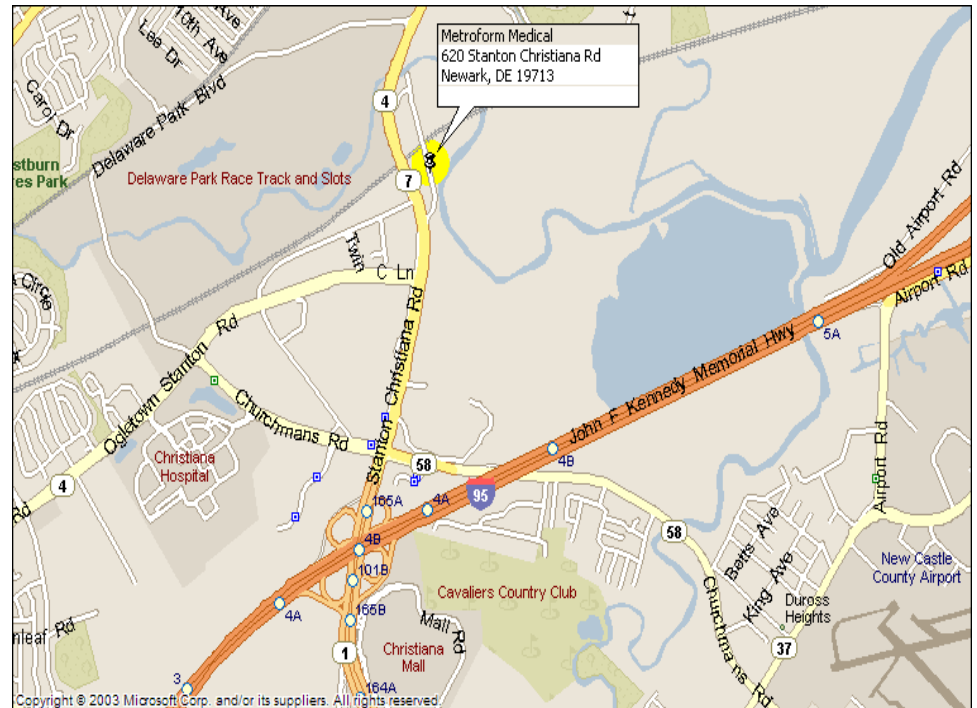 Metroform Medical
620 Stanton Christiana Rd
Newark, DE 19713
10th Ave
Lee Dr
Carol Dr
Delaware Park Blvd
4
stburn
res Park
Delaware Park Race Track and Slots
7
Twin
C Ln
Old Airport Rd
Airport Rd
Circle
Ogletown Stanton Rd
Stanton Christiana Rd
John F Kennedy Memorial Hwy
5A
Churchmans Rd
58
4B
Christiana
Hospital
4
Rd
165A
4A
95
4B
101B
58
Airport Rd
Betts Ave
King Ave
New Castle
County Airport
Cavaliers Country Club
Duross
Heights
4A
165B
Mall Rd
Christiana
Mall
1
nleaf Rd
3
164A
Churchmans Rd
37
Copyright © 2003 Microsoft Corp. and/or its suppliers. All rights reserved.